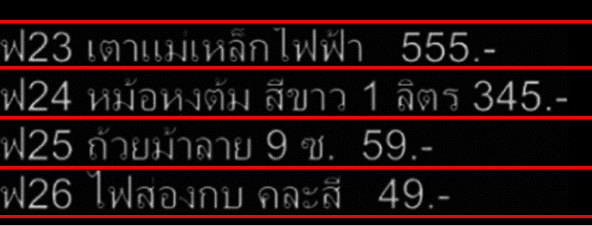 ฟ23 เตาแม่เหล็กไฟฟ้า 555.-
ฟ24 หม้อหงต้ม สีขาว 1 ลิตร 345.-
ฟ25 ถ้วยม้าลาย 9 ซ. 59.-
ฟ26 ไฟส่องกบ คละสี 49.-